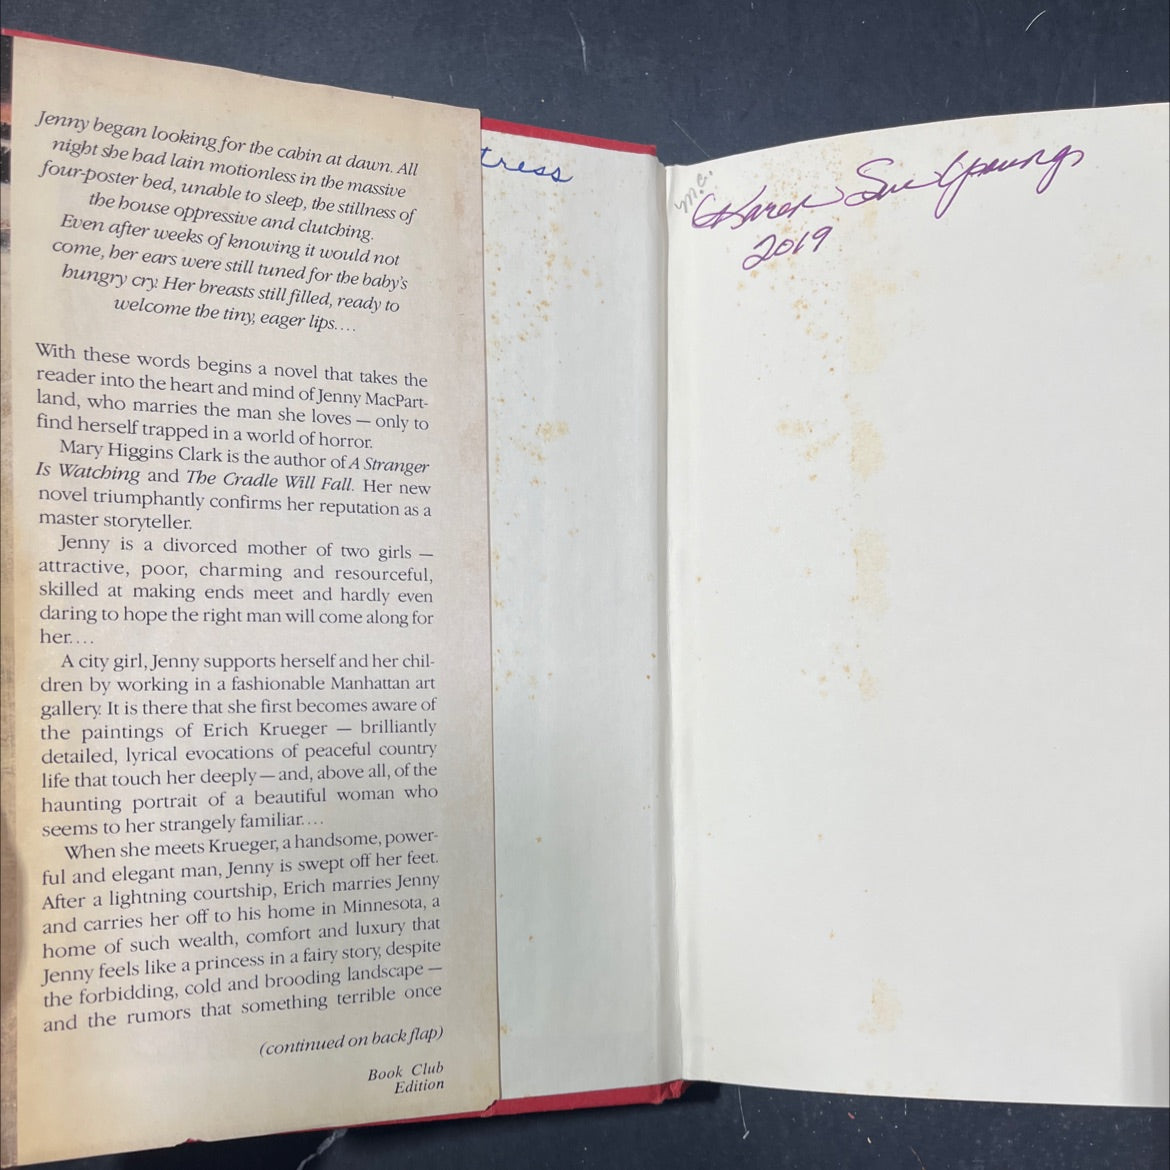 Jenny began looking for the cabin at dawn. All
night she had lain motionless in the massive
four-poster bed, unable to sleep, the stillness of
the house oppressive and clutching.
Even after weeks of knowing it would not
come, her ears were still tuned for the baby's
hungry cry. Her breasts still filled, ready to
welcome the tiny, eager lips....
With these words begins a novel that takes the
reader into the heart and mind of Jenny MacPart-
land, who marries the man she loves — only to
find herself trapped in a world of horror.
Mary Higgins Clark is the author of A Stranger
Is Watching and The Cradle Will Fall. Her new
novel triumphantly confirms her reputation as a
master storyteller.
Jenny is a divorced mother of two girls —
attractive, poor, charming and resourceful,
skilled at making ends meet and hardly even
daring to hope the right man will come along for
her....
A city girl, Jenny supports herself and her chil-
dren by working in a fashionable Manhattan art
gallery. It is there that she first becomes aware of
the paintings of Erich Krueger — brilliantly
detailed, lyrical evocations of peaceful country
life that touch her deeply — and, above all, of the
haunting portrait of a beautiful woman who
seems to her strangely familiar....
When she meets Krueger, a handsome, power-
ful and elegant man, Jenny is swept off her feet.
After a lightning courtship, Erich marries Jenny
and carries her off to his home in Minnesota, a
home of such wealth, comfort and luxury that
Jenny feels like a princess in a fairy story, despite
the forbidding, cold and brooding landscape —
and the rumors that something terrible once
(continued on back flap)
Book Club
Edition
tress
m.c.
Karen Sue Young
2019